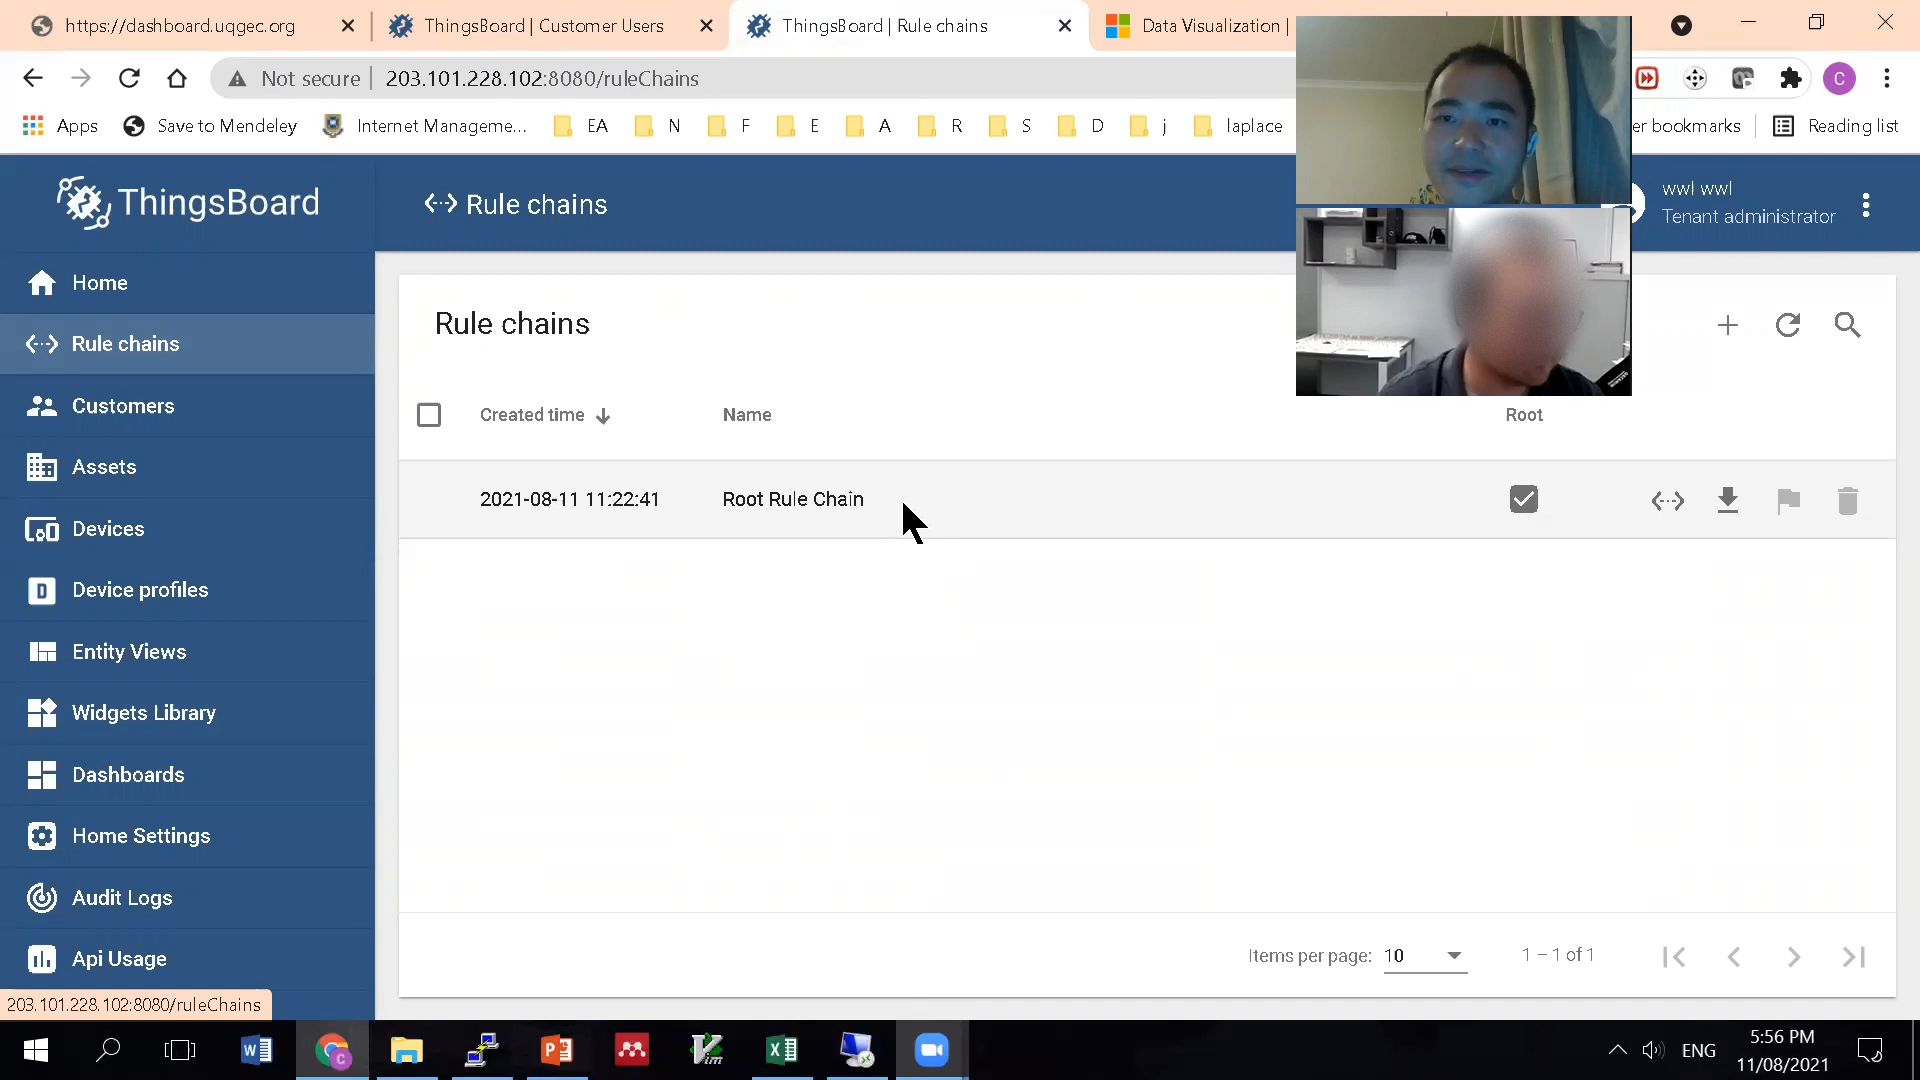 https://dashboard.uqgec.org
ThingsBoard | Customer Users
ThingsBoard | Rule chains
Data Visualization |
Not secure
203.101.228.102:8080/ruleChains
C
Apps
Save to Mendeley
Internet Manageme...
EA
N
F
E
A
R
S
D
j
laplace
er bookmarks
Reading list
ThingsBoard
Rule chains
wwl wwl
Tenant administrator
Home
Rule chains
Customers
Assets
Devices
Device profiles
Entity Views
Widgets Library
Dashboards
Home Settings
Audit Logs
Api Usage
Rule chains
Created time
Name
Root
2021-08-11 11:22:41
Root Rule Chain
Items per page: 10
1 – 1 of 1
203.101.228.102:8080/ruleChains
ENG
5:56 PM
11/08/2021